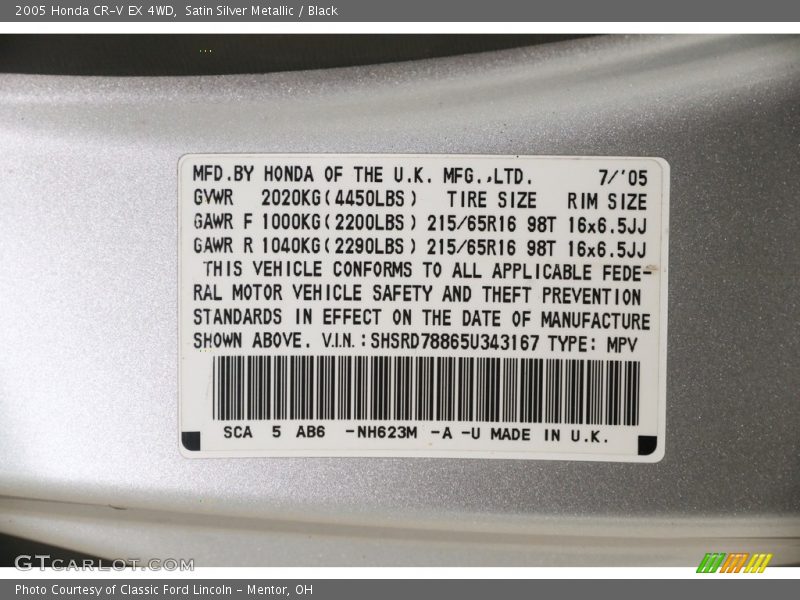 2005 Honda CR-V EX 4WD, Satin Silver Metallic / Black
MFD.BY HONDA OF THE U.K. MFG.,LTD. 7/'05
GVWR 2020KG(4450LBS) TIRE SIZE RIM SIZE
GAWR F 1000KG(2200LBS) 215/65R16 98T 16x6.5JJ
GAWR R 1040KG(2290LBS) 215/65R16 98T 16x6.5JJ
THIS VEHICLE CONFORMS TO ALL APPLICABLE FEDE-
RAL MOTOR VEHICLE SAFETY AND THEFT PREVENTION
STANDARDS IN EFFECT ON THE DATE OF MANUFACTURE
SHOWN ABOVE. V.I.N.:SHSRD78865U343167 TYPE: MPV
SCA 5 AB6 -NH623M -A -U MADE IN U.K.
GTCARLOT.COM
Photo Courtesy of Classic Ford Lincoln - Mentor, OH